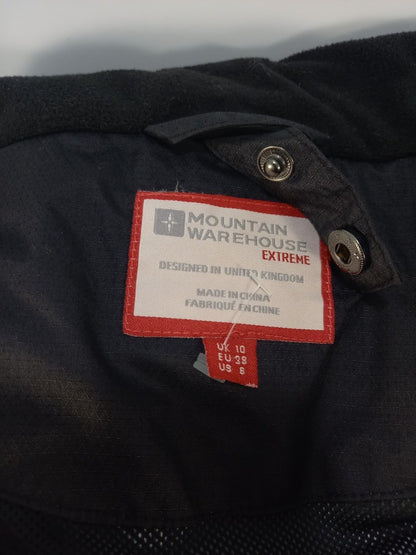 MOUNTAIN
WAREHOUSE
EXTREME
DESIGNED IN UNITED KINGDOM
MADE IN CHINA
FABRIQUÉ EN CHINE
UK 10
EU 38
US 6